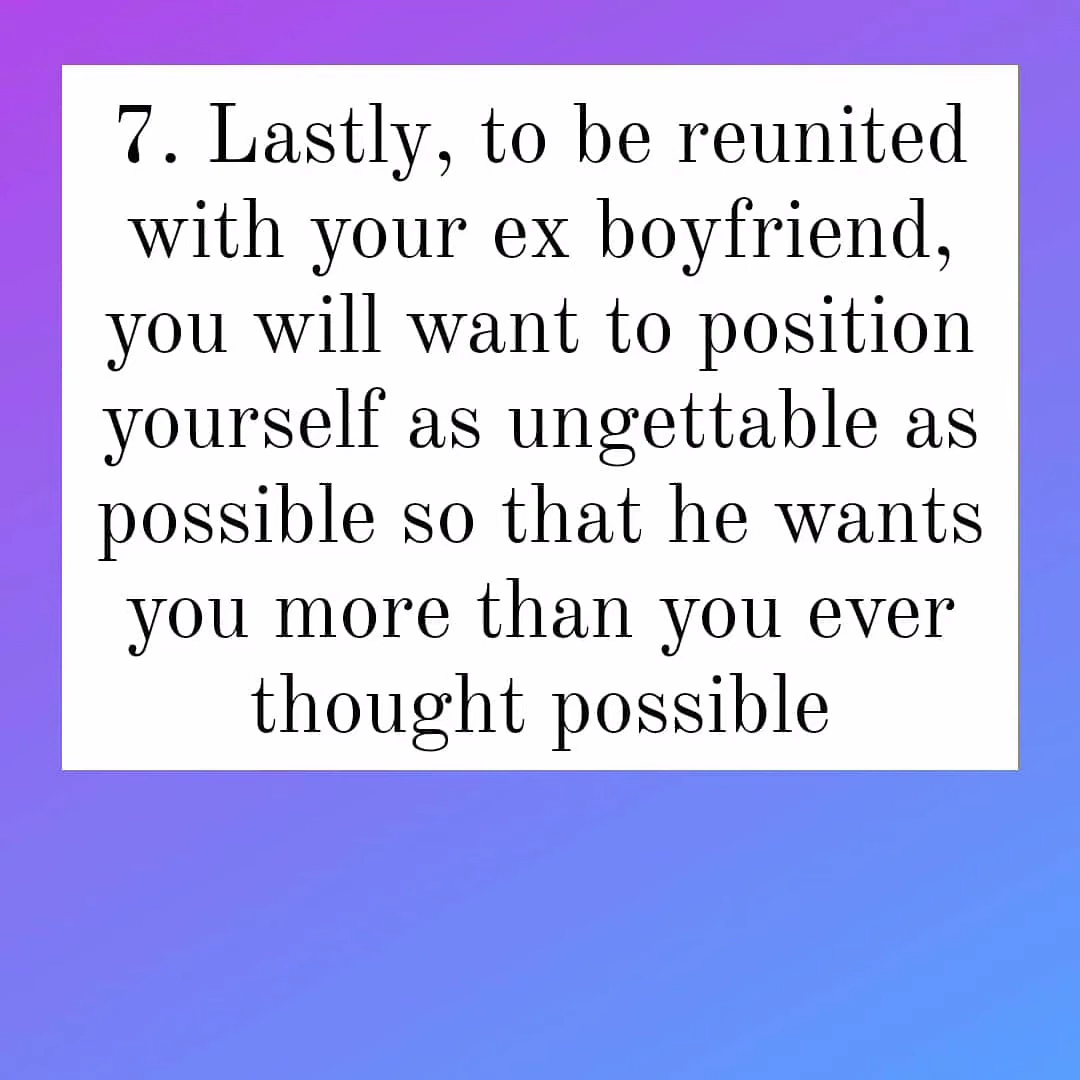 7. Lastly, to be reunited
with your ex boyfriend,
you will want to position
yourself as ungettable as
possible so that he wants
you more than you ever
thought possible